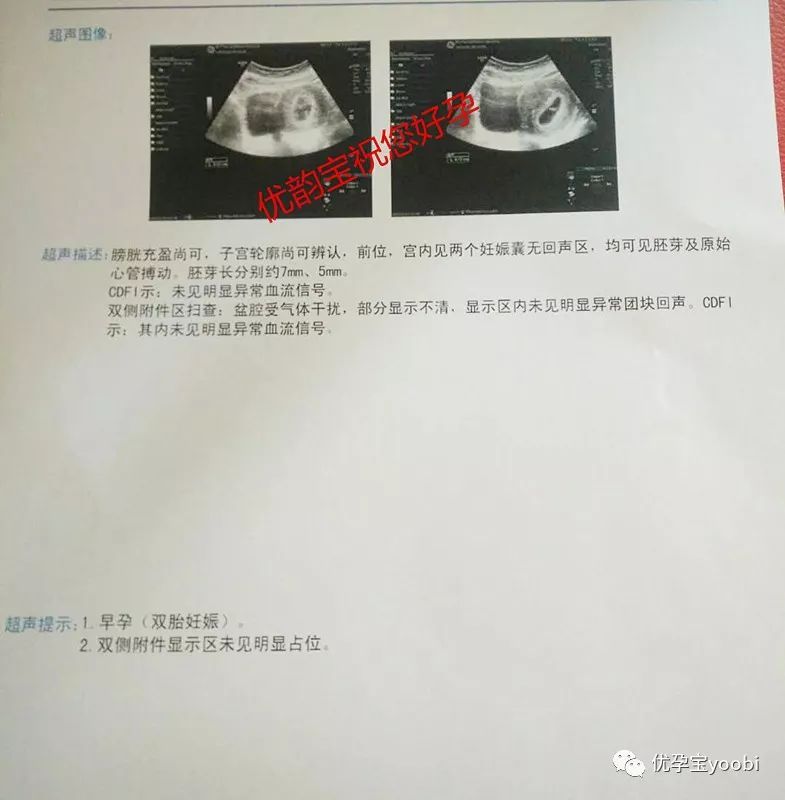 超声图像：
优韵宝祝您好孕
超声描述：膀胱充盈尚可，子宫轮廓尚可辨认，前位，宫内见两个妊娠囊无回声区，均可见胚芽及原始
心管搏动。胚芽长分别约7mm、5mm。
CDFI示：未见明显异常血流信号。
双侧附件区扫查：盆腔受气体干扰，部分显示不清，显示区内未见明显异常团块回声。CDFI
示：其内未见明显异常血流信号。
超声提示：1.早孕（双胎妊娠）。
2.双侧附件显示区未见明显占位。
优孕宝yoobi